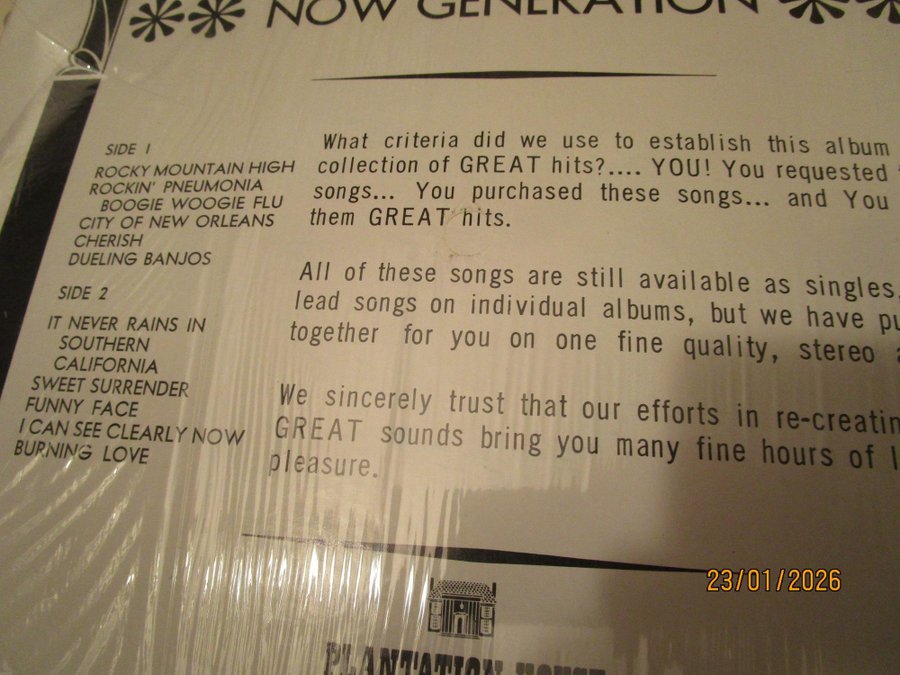 NOW GENERATION
SIDE 1
ROCKY MOUNTAIN HIGH
ROCKIN' PNEUMONIA
BOOGIE WOOGIE FLU
CITY OF NEW ORLEANS
CHERISH
DUELING BANJOS
SIDE 2
IT NEVER RAINS IN
SOUTHERN
CALIFORNIA
SWEET SURRENDER
FUNNY FACE
I CAN SEE CLEARLY NOW
BURNING LOVE
What criteria did we use to establish this album
collection of GREAT hits?.... YOU! You requested
songs... You purchased these songs... and You
them GREAT hits.
All of these songs are still available as singles,
lead songs on individual albums, but we have
together for you on one fine quality, stereo
We sincerely trust that our efforts in re-creatin
GREAT sounds bring you many fine hours of
pleasure.
23/01/2026
PLANTATION HOUSE